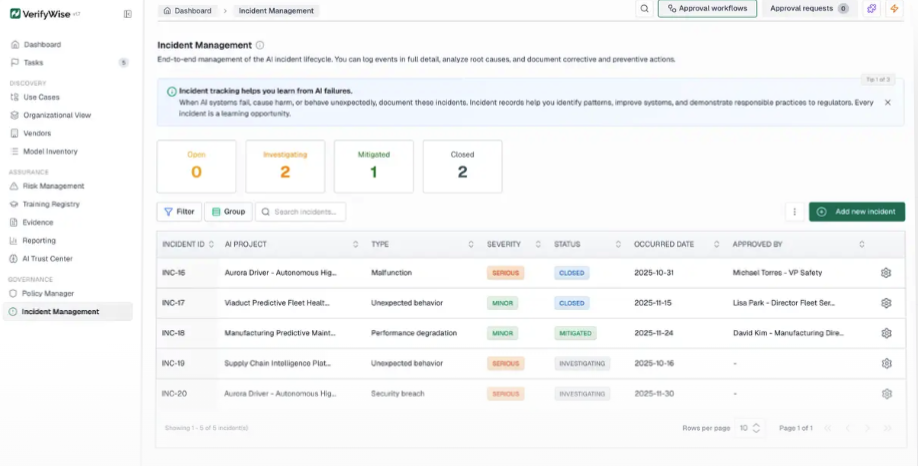 VerifyWise
Dashboard
Tasks 5
DISCOVERY
Use Cases
Organizational View
Vendors
Model Inventory
ASSURANCE
Risk Management
Training Registry
Evidence
Reporting
AI Trust Center
GOVERNANCE
Policy Manager
Incident Management
Dashboard > Incident Management
Approval workflows
Approval requests 0
Incident Management
End-to-end management of the AI incident lifecycle. You can log events in full detail, analyze root causes, and document corrective and preventive actions.
Tip 1 of 3
Incident tracking helps you learn from AI failures.
When AI systems fail, cause harm, or behave unexpectedly, document these incidents. Incident records help you identify patterns, improve systems, and demonstrate responsible practices to regulators. Every
incident is a learning opportunity.
Open Investigating Mitigated Closed
0 2 1 2
Filter Group Search incidents... Add new incident
INCIDENT ID AI PROJECT TYPE SEVERITY STATUS OCCURRED DATE APPROVED BY
INC-16 Aurora Driver - Autonomous Hig... Malfunction SERIOUS CLOSED 2025-10-31 Michael Torres - VP Safety
INC-17 Viaduct Predictive Fleet Healt... Unexpected behavior MINOR CLOSED 2025-11-15 Lisa Park - Director Fleet Ser...
INC-18 Manufacturing Predictive Maint... Performance degradation MINOR MITIGATED 2025-11-24 David Kim - Manufacturing Dire...
INC-19 Supply Chain Intelligence Plat... Unexpected behavior SERIOUS INVESTIGATING 2025-10-16 -
INC-20 Aurora Driver - Autonomous Hig... Security breach SERIOUS INVESTIGATING 2025-11-30 -
Showing 1 - 5 of 5 incident(s) Rows per page 10 Page 1 of 1